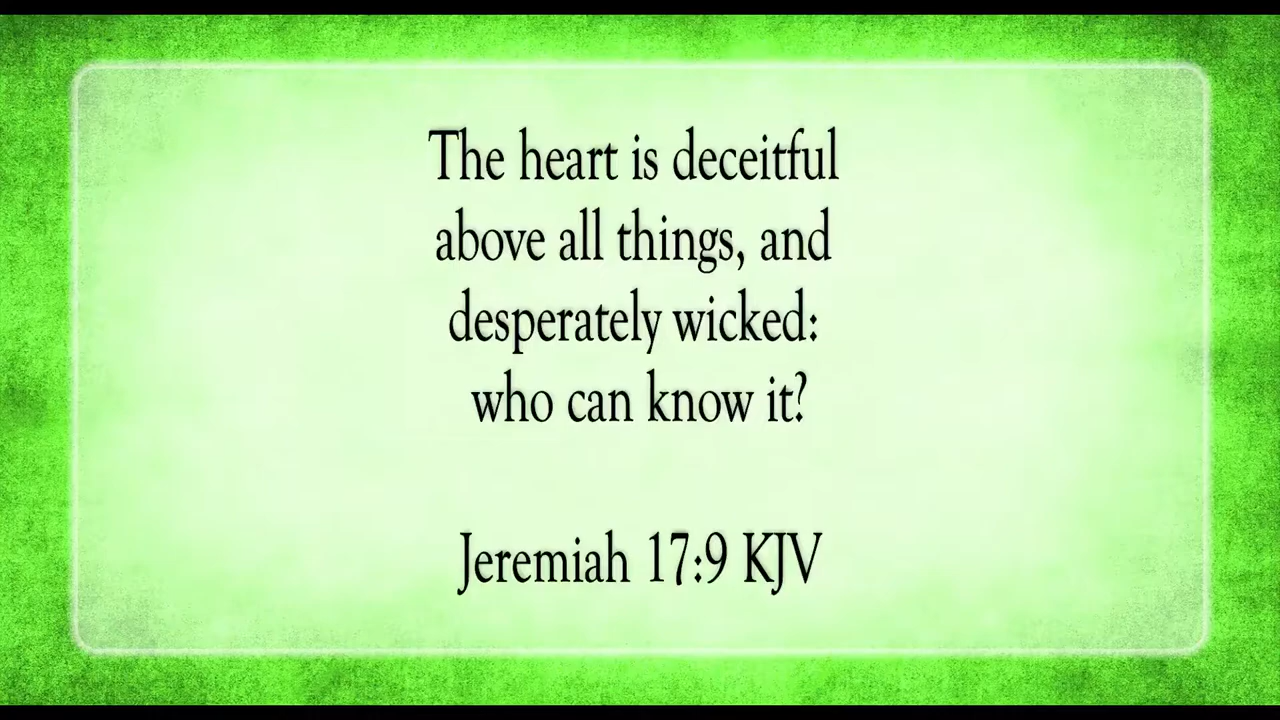 The heart is deceitful
above all things, and
desperately wicked:
who can know it?
Jeremiah 17:9 KJV